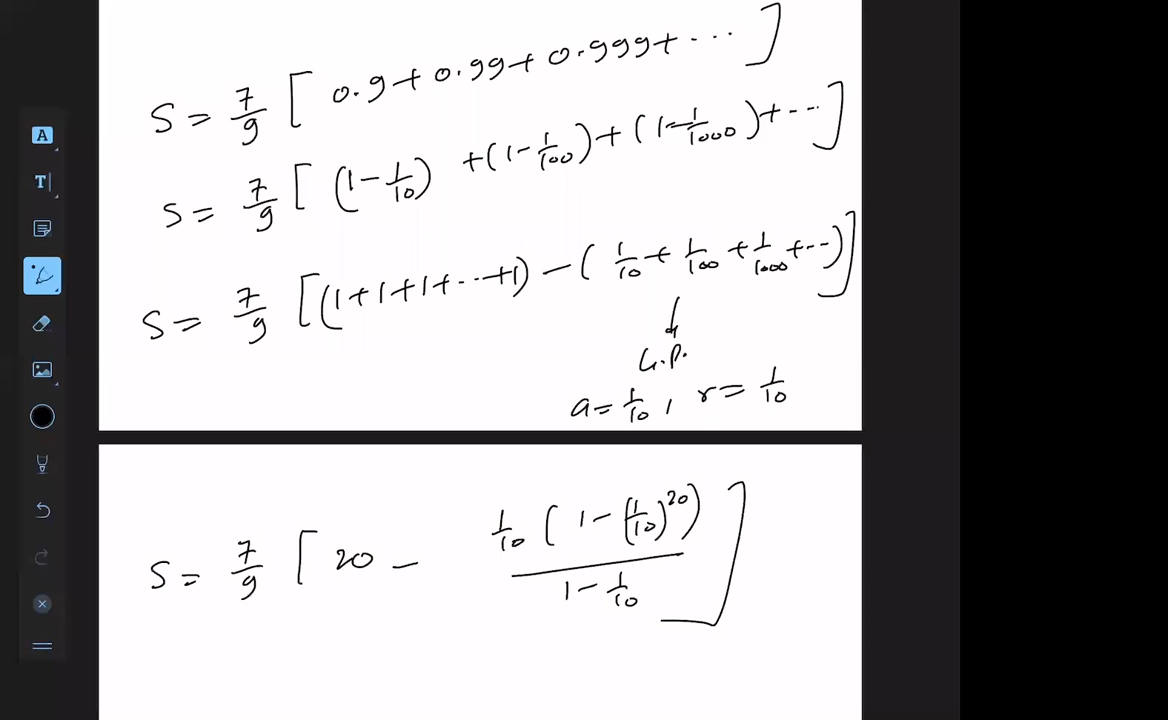 S = 7/9 [ 0.9 + 0.99 + 0.999 + ... ]
S = 7/9 [ (1 - 1/10) + (1 - 1/100) + (1 - 1/1000) + ... ]
S = 7/9 [ (1 + 1 + 1 + ... + 1) - ( 1/10 + 1/100 + 1/1000 + ... ) ]
G.P.
a = 1/10 , r = 1/10
S = 7/9 [ 20 - (1/10 ( 1 - (1/10)^20 )) / (1 - 1/10) ]
A
T